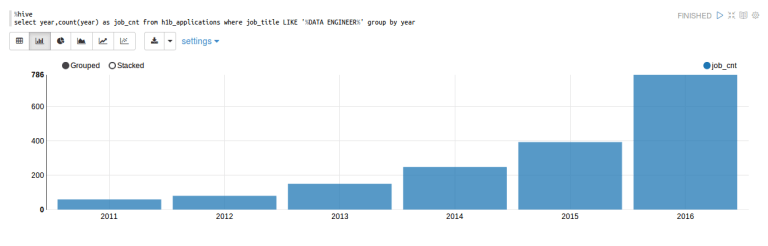 %hive
select year,count(year) as job_cnt from h1b_applications where job_title LIKE '%DATA ENGINEER%' group by year
FINISHED
settings
Grouped Stacked job_cnt
786
600
400
200
0
2011 2012 2013 2014 2015 2016